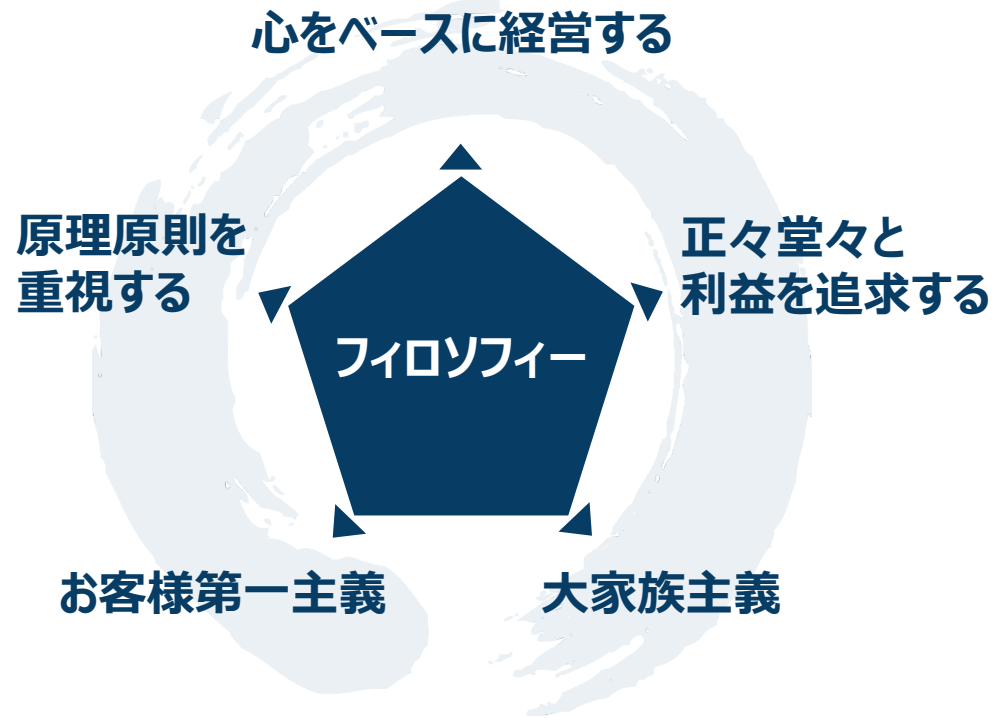 心をベースに経営する
原理原則を
重視する
正々堂々と
利益を追求する
フィロソフィー
お客様第一主義
大家族主義